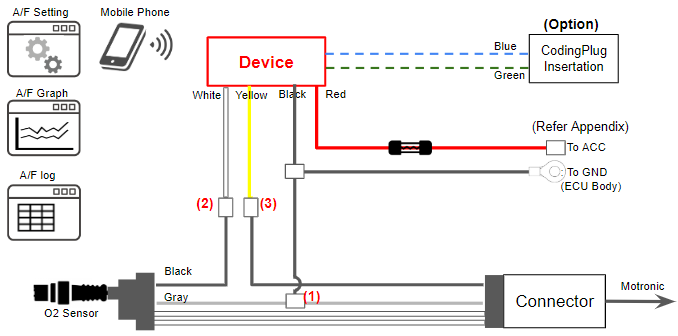 A/F Setting
Mobile Phone
(Option)
Device
Blue
CodingPlug
Insertation
Green
A/F Graph
White
Yellow
Black
Red
(Refer Appendix)
To ACC
A/F log
To GND
(ECU Body)
(2)
(3)
Black
Gray
(1)
Motronic
Connector
O2 Sensor